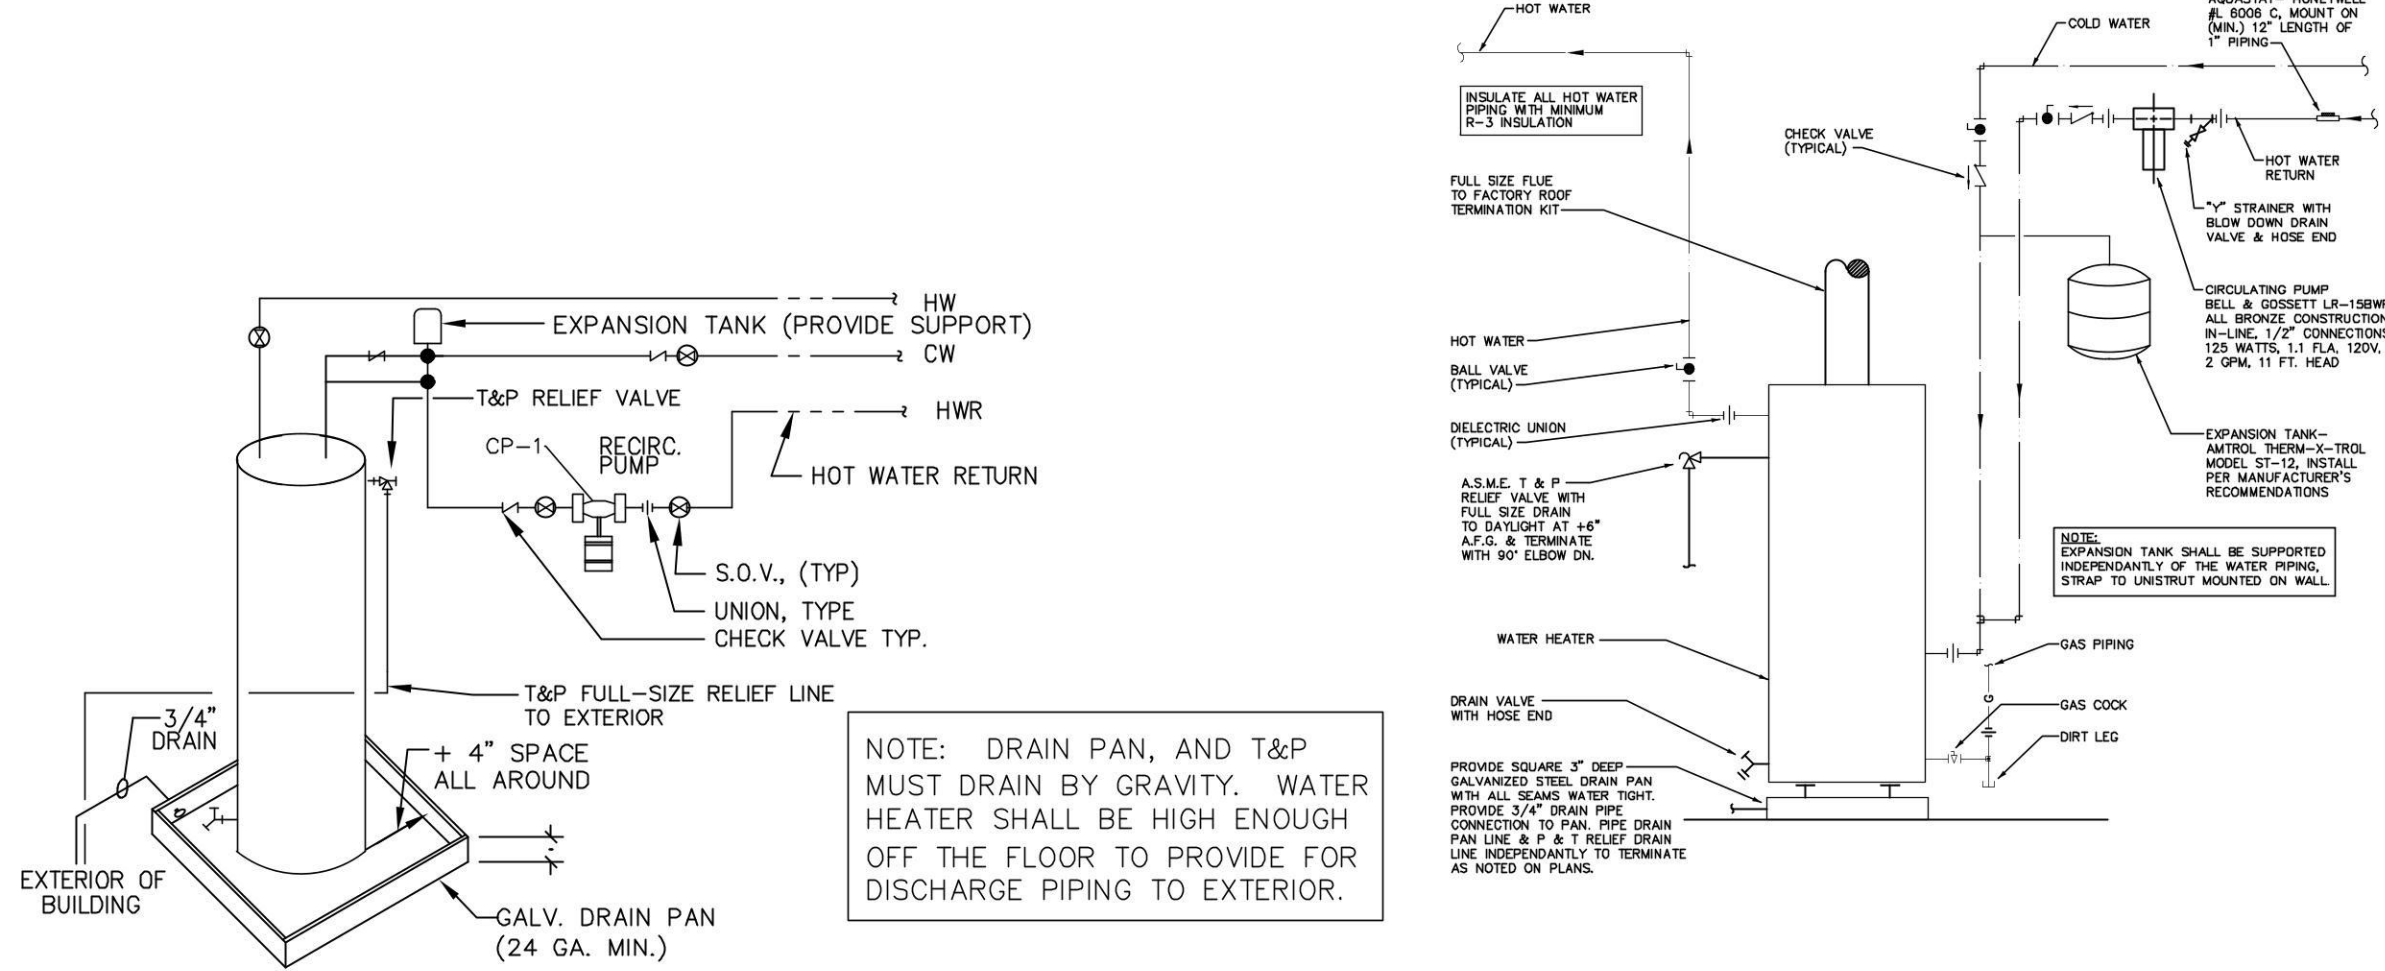 HW
EXPANSION TANK (PROVIDE SUPPORT)
CW
T&P RELIEF VALVE
HWR
CP-1
RECIRC.
PUMP
HOT WATER RETURN
S.O.V., (TYP)
UNION, TYPE
CHECK VALVE TYP.
T&P FULL-SIZE RELIEF LINE
TO EXTERIOR
3/4"
DRAIN
+ 4" SPACE
ALL AROUND
EXTERIOR OF
BUILDING
GALV. DRAIN PAN
(24 GA. MIN.)
NOTE: DRAIN PAN, AND T&P
MUST DRAIN BY GRAVITY. WATER
HEATER SHALL BE HIGH ENOUGH
OFF THE FLOOR TO PROVIDE FOR
DISCHARGE PIPING TO EXTERIOR.
HOT WATER
INSULATE ALL HOT WATER
PIPING WITH MINIMUM
R-3 INSULATION
FULL SIZE FLUE
TO FACTORY ROOF
TERMINATION KIT
HOT WATER
BALL VALVE
(TYPICAL)
DIELECTRIC UNION
(TYPICAL)
A.S.M.E. T & P
RELIEF VALVE WITH
FULL SIZE DRAIN
TO DAYLIGHT AT +6"
A.F.G. & TERMINATE
WITH 90° ELBOW DN.
WATER HEATER
DRAIN VALVE
WITH HOSE END
PROVIDE SQUARE 3" DEEP
GALVANIZED STEEL DRAIN PAN
WITH ALL SEAMS WATER TIGHT.
PROVIDE 3/4" DRAIN PIPE
CONNECTION TO PAN. PIPE DRAIN
PAN LINE & P & T RELIEF DRAIN
LINE INDEPENDANTLY TO TERMINATE
AS NOTED ON PLANS.
COLD WATER
#L 6006 C, MOUNT ON
(MIN.) 12" LENGTH OF
1" PIPING
CHECK VALVE
(TYPICAL)
HOT WATER
RETURN
"Y" STRAINER WITH
BLOW DOWN DRAIN
VALVE & HOSE END
CIRCULATING PUMP
BELL & GOSSETT LR-15BWR
ALL BRONZE CONSTRUCTION
IN-LINE, 1/2" CONNECTIONS
125 WATTS, 1.1 FLA, 120V,
2 GPM, 11 FT. HEAD
EXPANSION TANK-
AMTROL THERM-X-TROL
MODEL ST-12, INSTALL
PER MANUFACTURER'S
RECOMMENDATIONS
NOTE:
EXPANSION TANK SHALL BE SUPPORTED
INDEPENDANTLY OF THE WATER PIPING,
STRAP TO UNISTRUT MOUNTED ON WALL.
GAS PIPING
G
GAS COCK
DIRT LEG